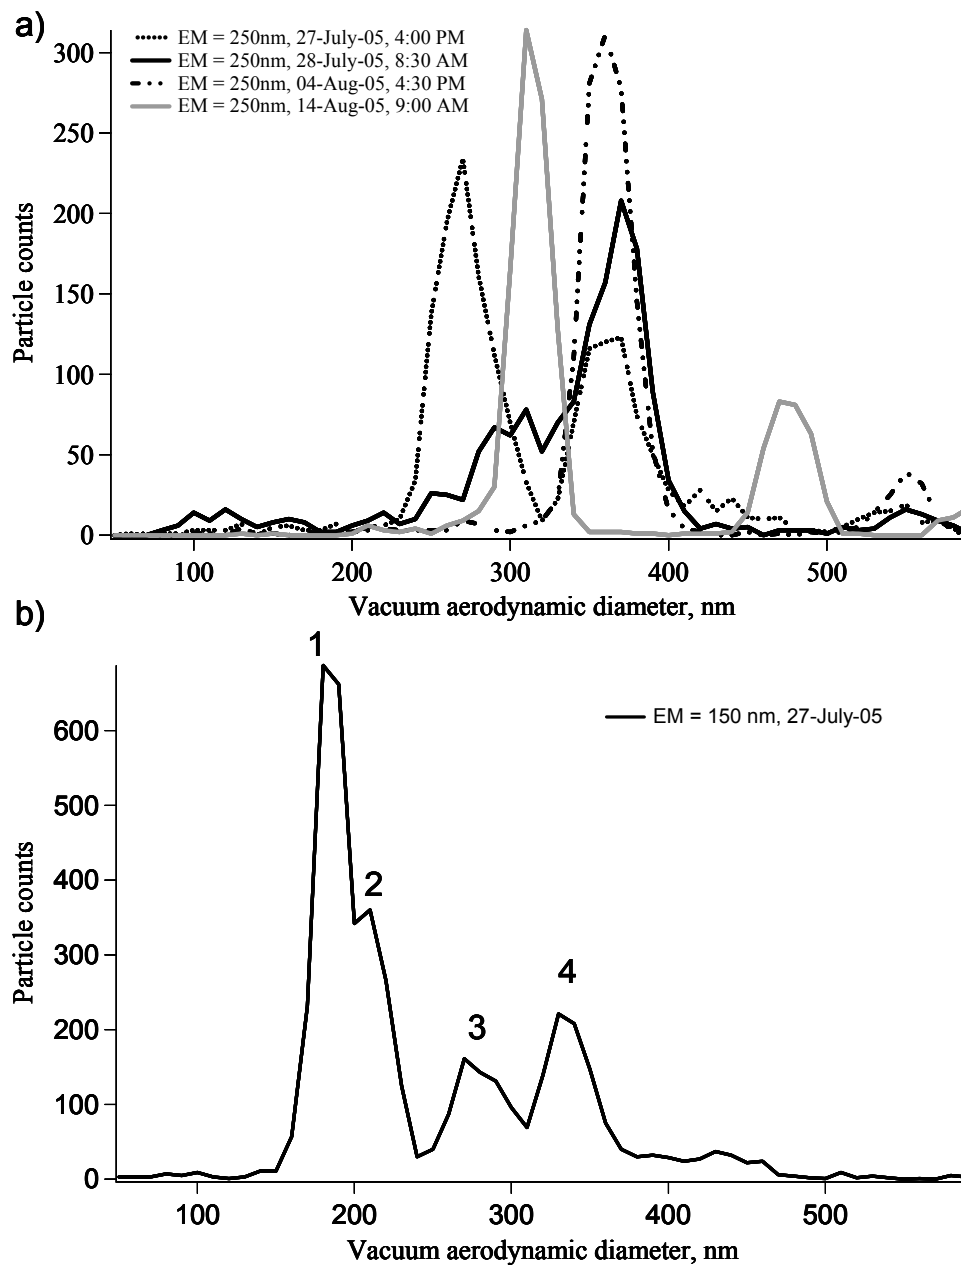 a)
EM = 250nm, 27-July-05, 4:00 PM
EM = 250nm, 28-July-05, 8:30 AM
EM = 250nm, 04-Aug-05, 4:30 PM
EM = 250nm, 14-Aug-05, 9:00 AM
300
250
200
150
100
50
0
Particle counts
100 200 300 400 500
Vacuum aerodynamic diameter, nm
b)
1
2
3
4
EM = 150 nm, 27-July-05
600
500
400
300
200
100
0
Particle counts
100 200 300 400 500
Vacuum aerodynamic diameter, nm